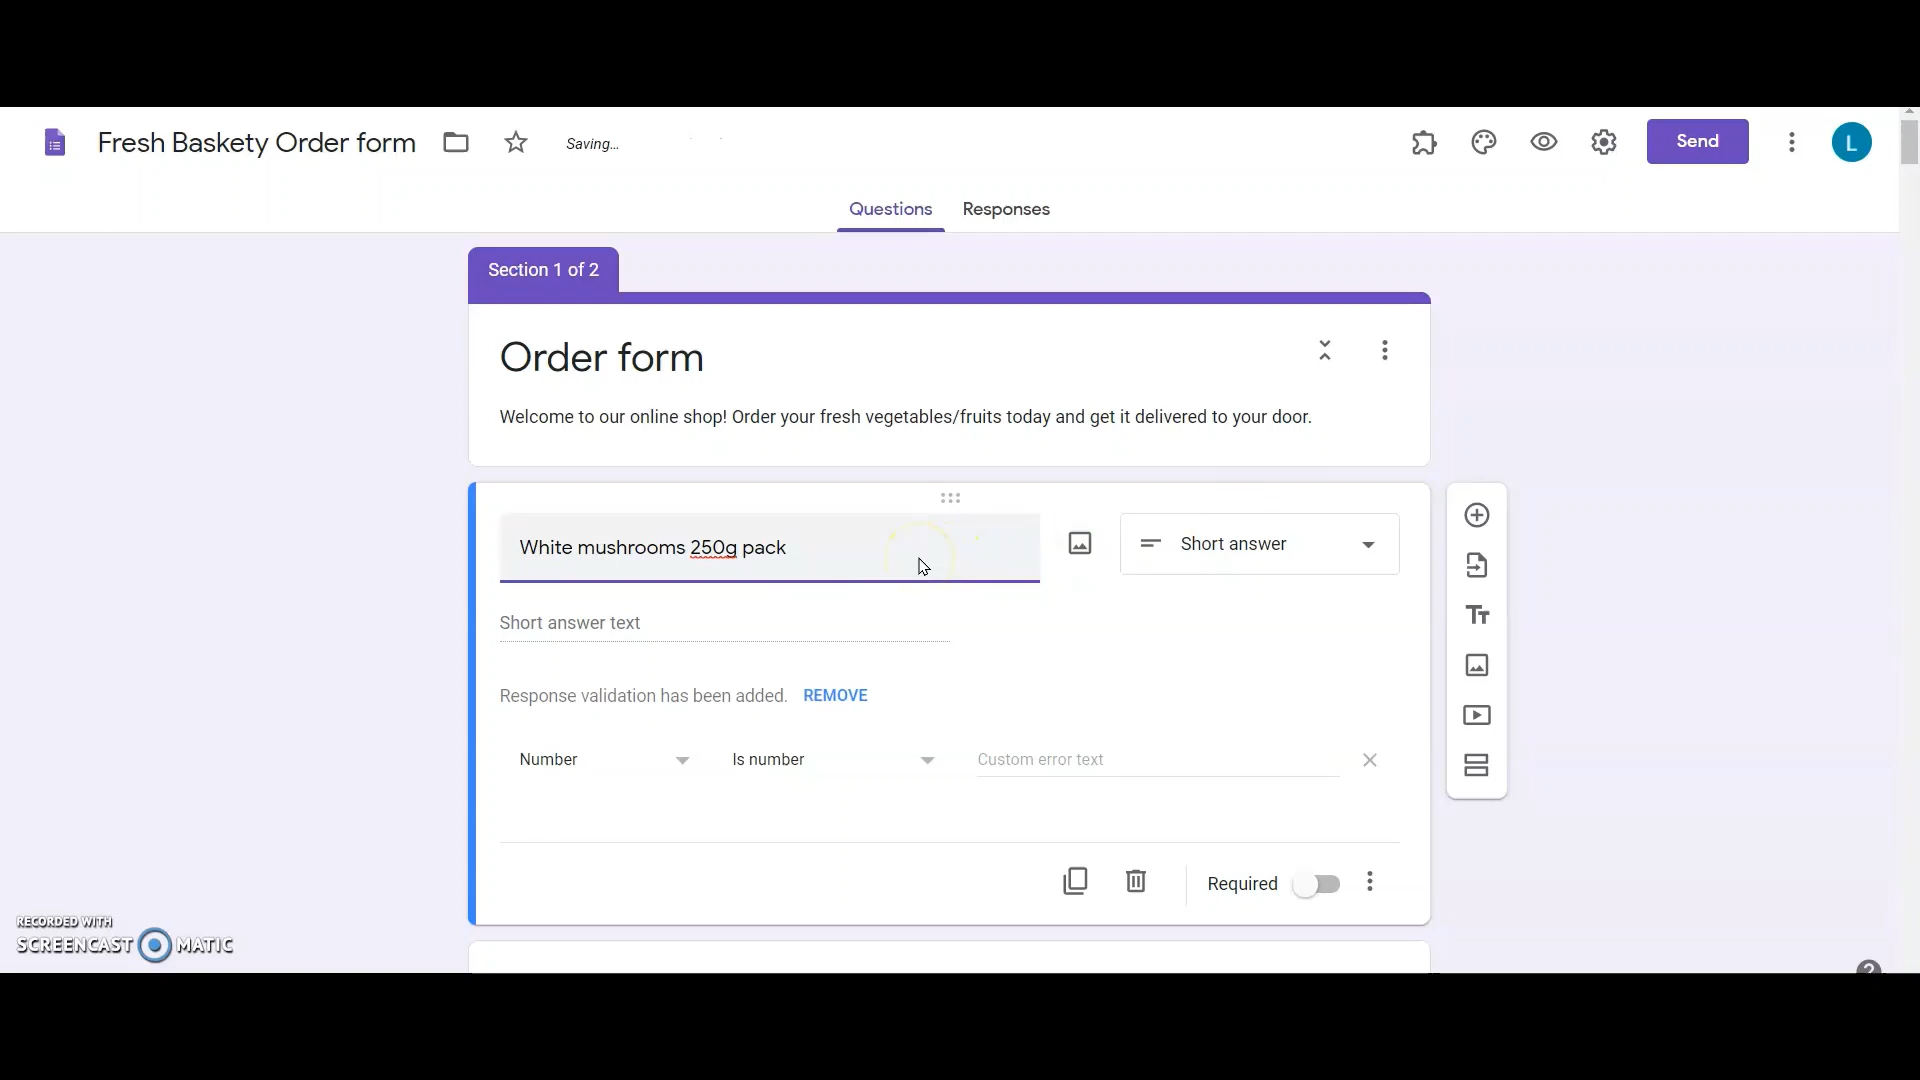 Fresh Baskety Order form
Saving...
Send
L
Questions
Responses
Section 1 of 2
Order form
Welcome to our online shop! Order your fresh vegetables/fruits today and get it delivered to your door.
White mushrooms 250g pack
Short answer
Short answer text
Response validation has been added. REMOVE
Number
Is number
Custom error text
Tт
Required
RECORDED WITH
SCREENCAST MATIC
?